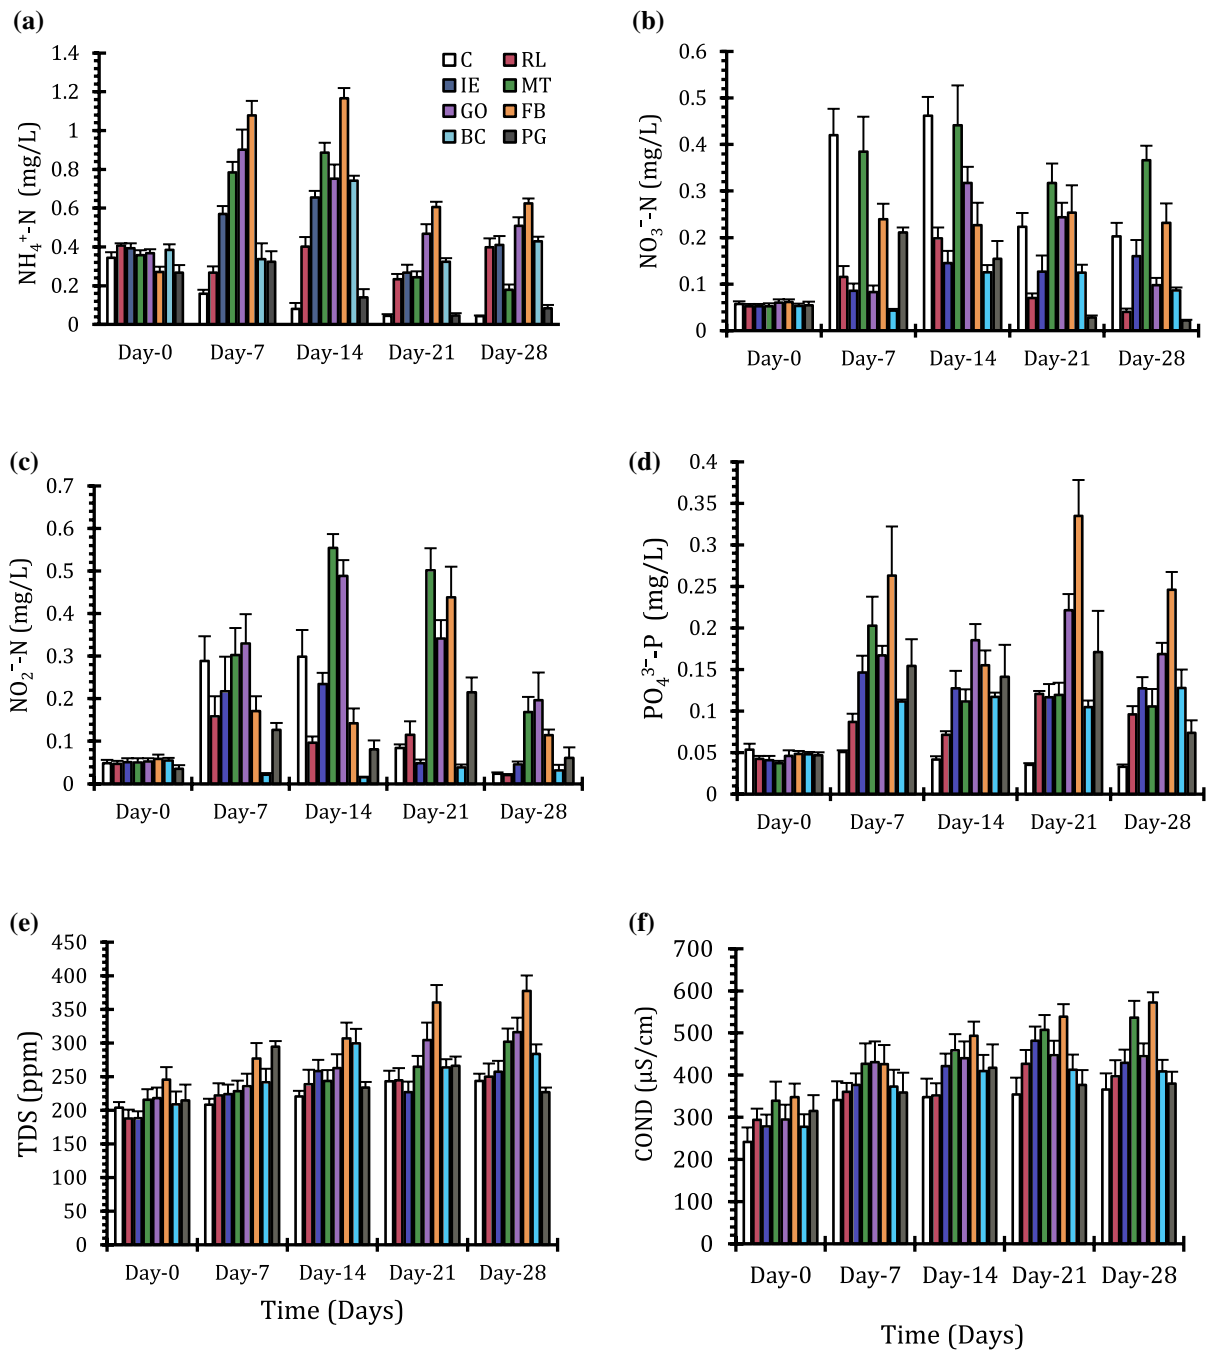 (a)
1.4
1.2
1
0.8
0.6
0.4
0.2
0
NH₄⁺-N (mg/L)
C RL
IE MT
GO FB
BC PG
Day-0 Day-7 Day-14 Day-21 Day-28
(b)
0.6
0.5
0.4
0.3
0.2
0.1
0
NO₃⁻-N (mg/L)
Day-0 Day-7 Day-14 Day-21 Day-28
(c)
0.7
0.6
0.5
0.4
0.3
0.2
0.1
0
NO₂⁻-N (mg/L)
Day-0 Day-7 Day-14 Day-21 Day-28
(d)
0.4
0.35
0.3
0.25
0.2
0.15
0.1
0.05
0
PO₄³⁻-P (mg/L)
Day-0 Day-7 Day-14 Day-21 Day-28
(e)
450
400
350
300
250
200
150
100
50
0
TDS (ppm)
Day-0 Day-7 Day-14 Day-21 Day-28
Time (Days)
(f)
700
600
500
400
300
200
100
0
COND (µS/cm)
Day-0 Day-7 Day-14 Day-21 Day-28
Time (Days)